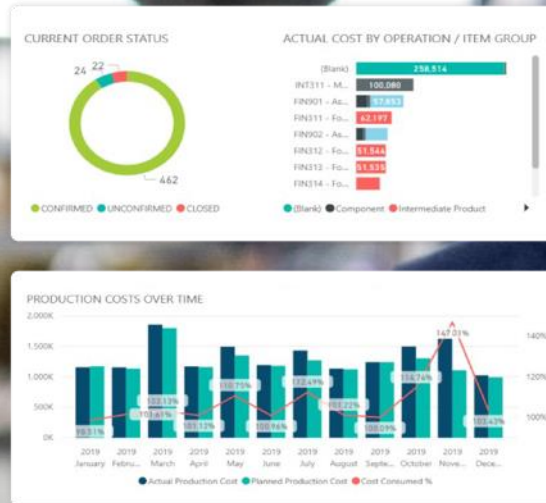 CURRENT ORDER STATUS
24
22
462
CONFIRMED UNCONFIRMED CLOSED
ACTUAL COST BY OPERATION / ITEM GROUP
(Blank) 258,514
INT311 - M... 100,080
FIN901 - As... 57,853
FIN311 - Fo... 62,197
FIN902 - As...
FIN312 - Fo... 51,546
FIN313 - Fo... 51,535
FIN314 - Fo...
(Blank) Component Intermediate Product
PRODUCTION COSTS OVER TIME
2,000K
1,500K
1,000K
500K
0K
140%
120%
100%
103.13%
103.61%
101.12%
110.75%
100.96%
112.49%
101.22%
100.09%
114.74%
147.01%
103.43%
2019 2019 2019 2019 2019 2019 2019 2019 2019 2019 2019 2019
January Febru... March April May June July August Septe... October Nove... Dece...
Actual Production Cost Planned Production Cost Cost Consumed %